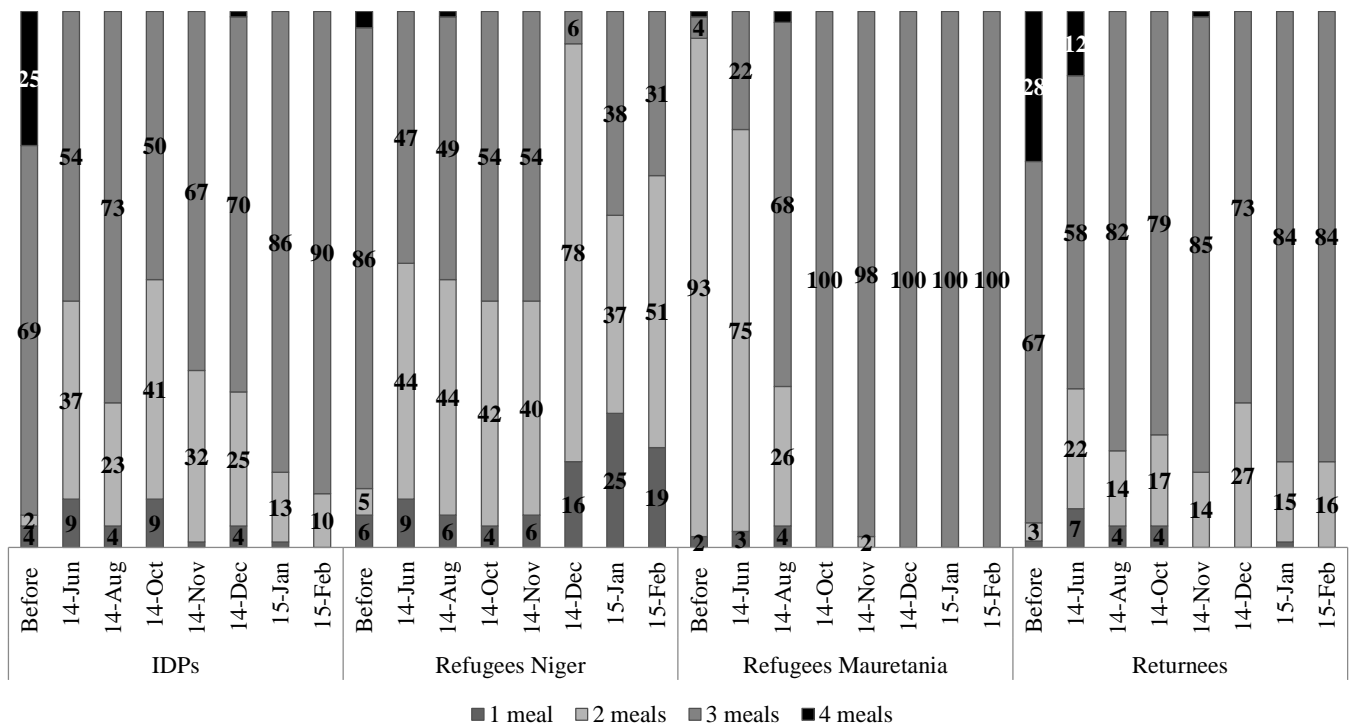 25
69
2
4
54
37
9
73
23
4
50
41
9
67
32
70
25
4
86
13
90
10
86
5
6
47
44
9
49
44
6
54
42
4
54
40
6
6
78
16
38
37
25
31
51
19
4
93
2
22
75
3
68
26
4
100
98
2
100
100
100
28
67
3
12
58
22
7
82
14
4
79
17
4
85
14
73
27
84
15
84
16
Before
14-Jun
14-Aug
14-Oct
14-Nov
14-Dec
15-Jan
15-Feb
Before
14-Jun
14-Aug
14-Oct
14-Nov
14-Dec
15-Jan
15-Feb
Before
14-Jun
14-Aug
14-Oct
14-Nov
14-Dec
15-Jan
15-Feb
Before
14-Jun
14-Aug
14-Oct
14-Nov
14-Dec
15-Jan
15-Feb
IDPs
Refugees Niger
Refugees Mauretania
Returnees
1 meal
2 meals
3 meals
4 meals